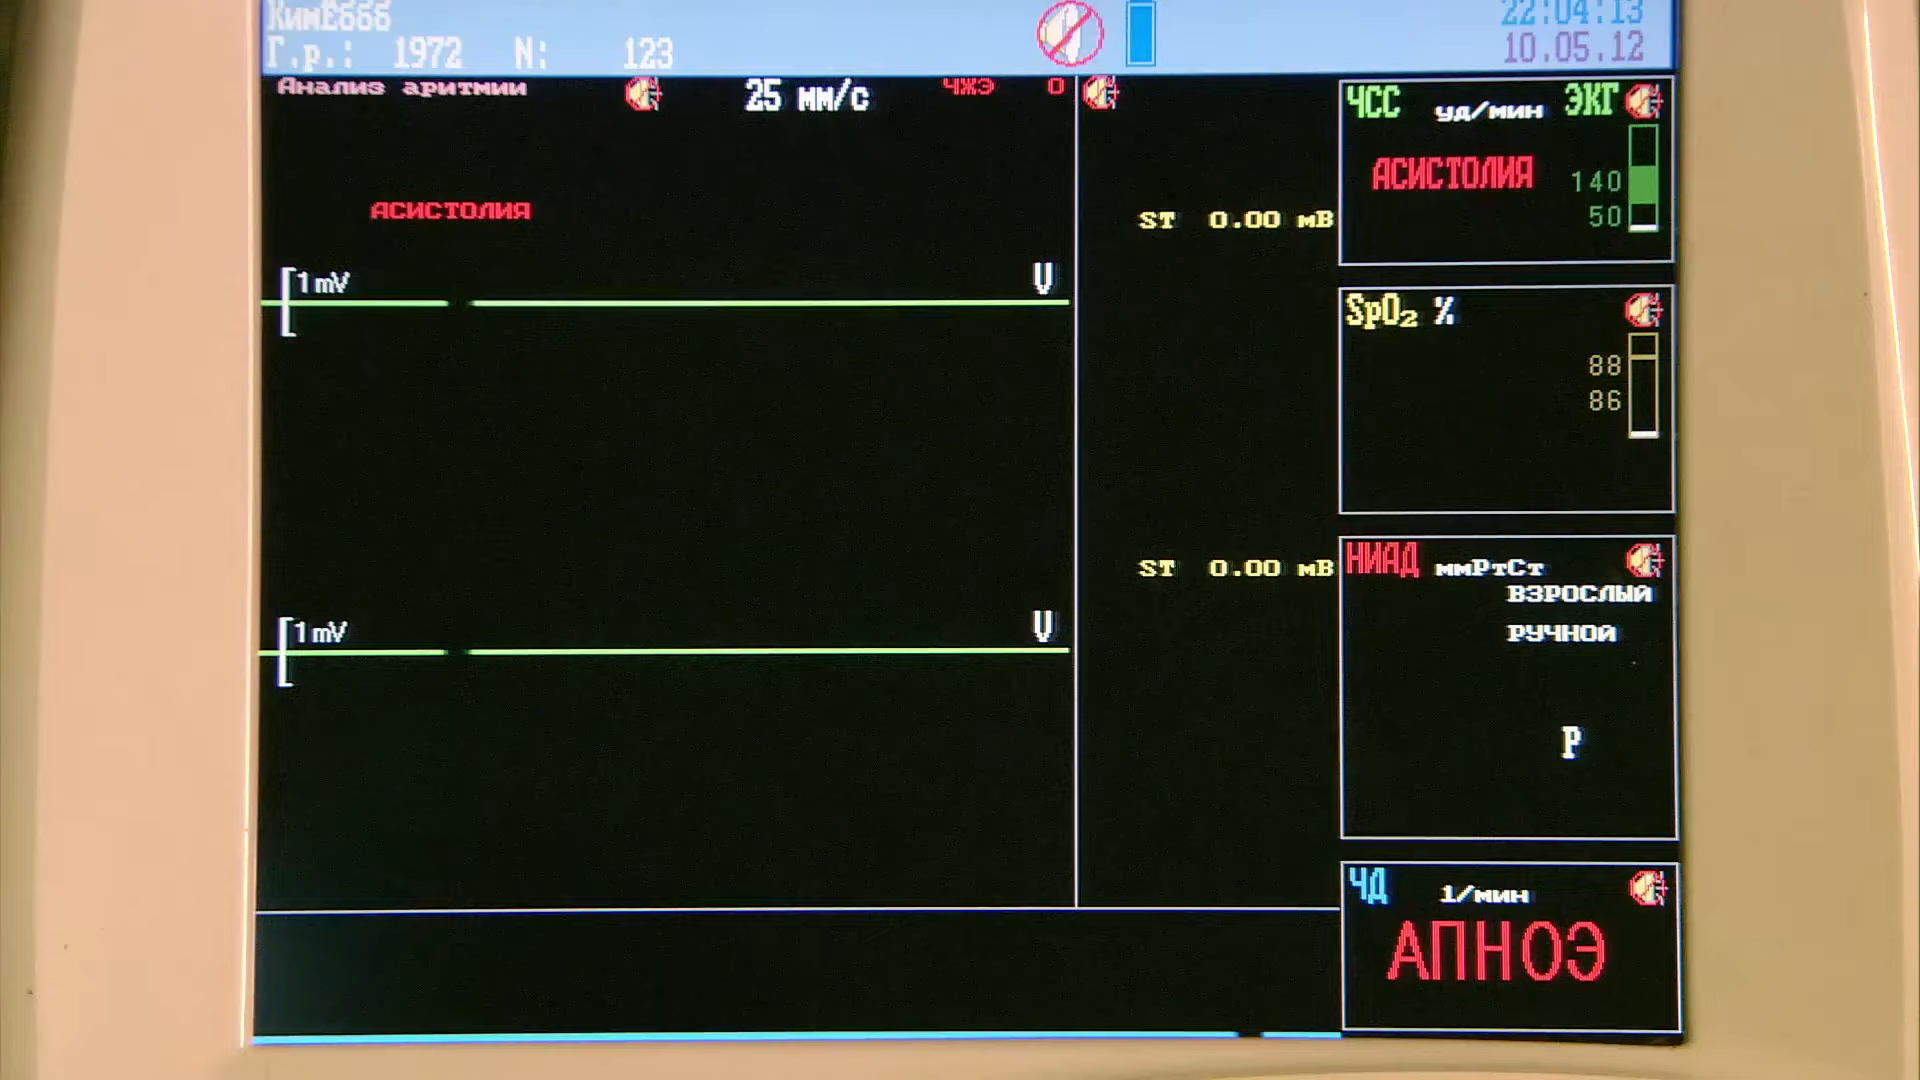 КимЕ666
Г.р.: 1972 N: 123
22:04:13
10.05.12
Анализ аритмии
25 мм/с
ЧЖЭ 0
АСИСТОЛИЯ
1 mV
V
ST 0.00 мВ
1 mV
V
ST 0.00 мВ
ЧСС уд/мин ЭКГ
АСИСТОЛИЯ
140
50
SpO₂ %
88
86
НИАД ммРтСт
ВЗРОСЛЫЙ
РУЧНОЙ
P
ЧД 1/мин
АПНОЭ